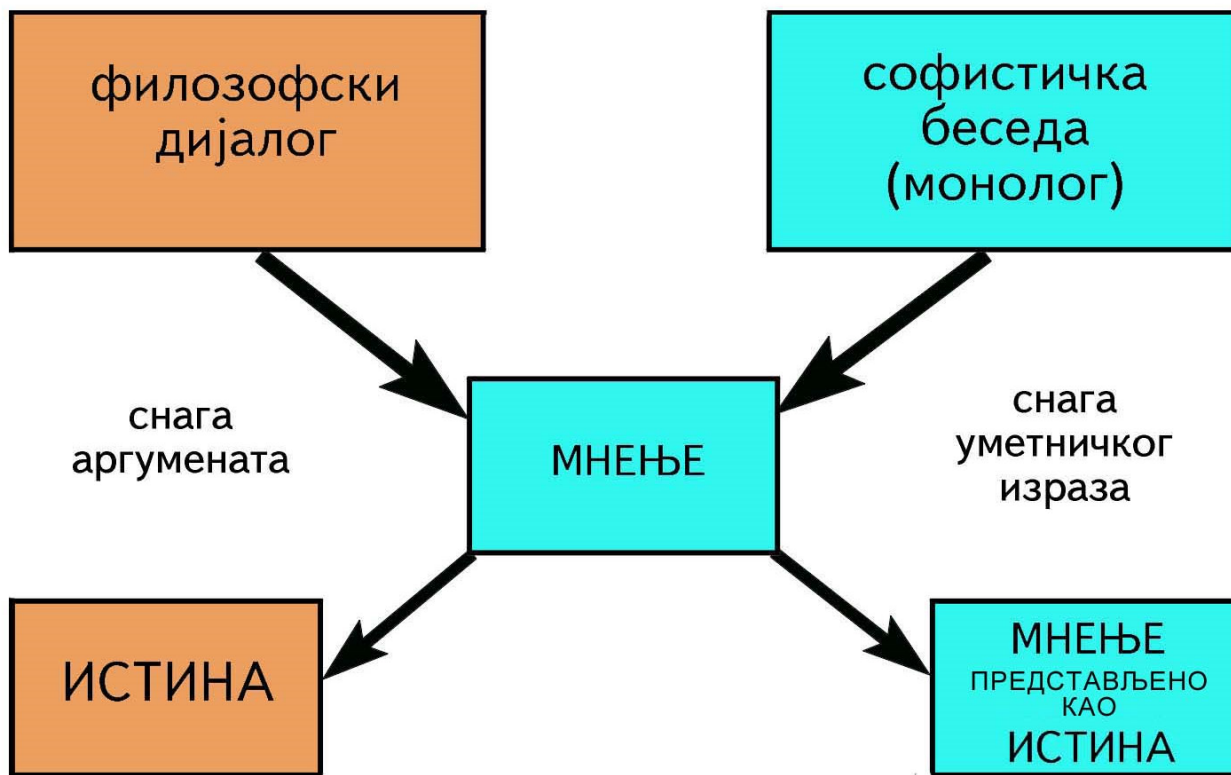 филозофски
дијалог
софистичка
беседа
(монолог)
снага
аргумената
МНЕЊЕ
снага
уметничког
израза
ИСТИНА
МНЕЊЕ
ПРЕДСТАВЉЕНО
КАО
ИСТИНА